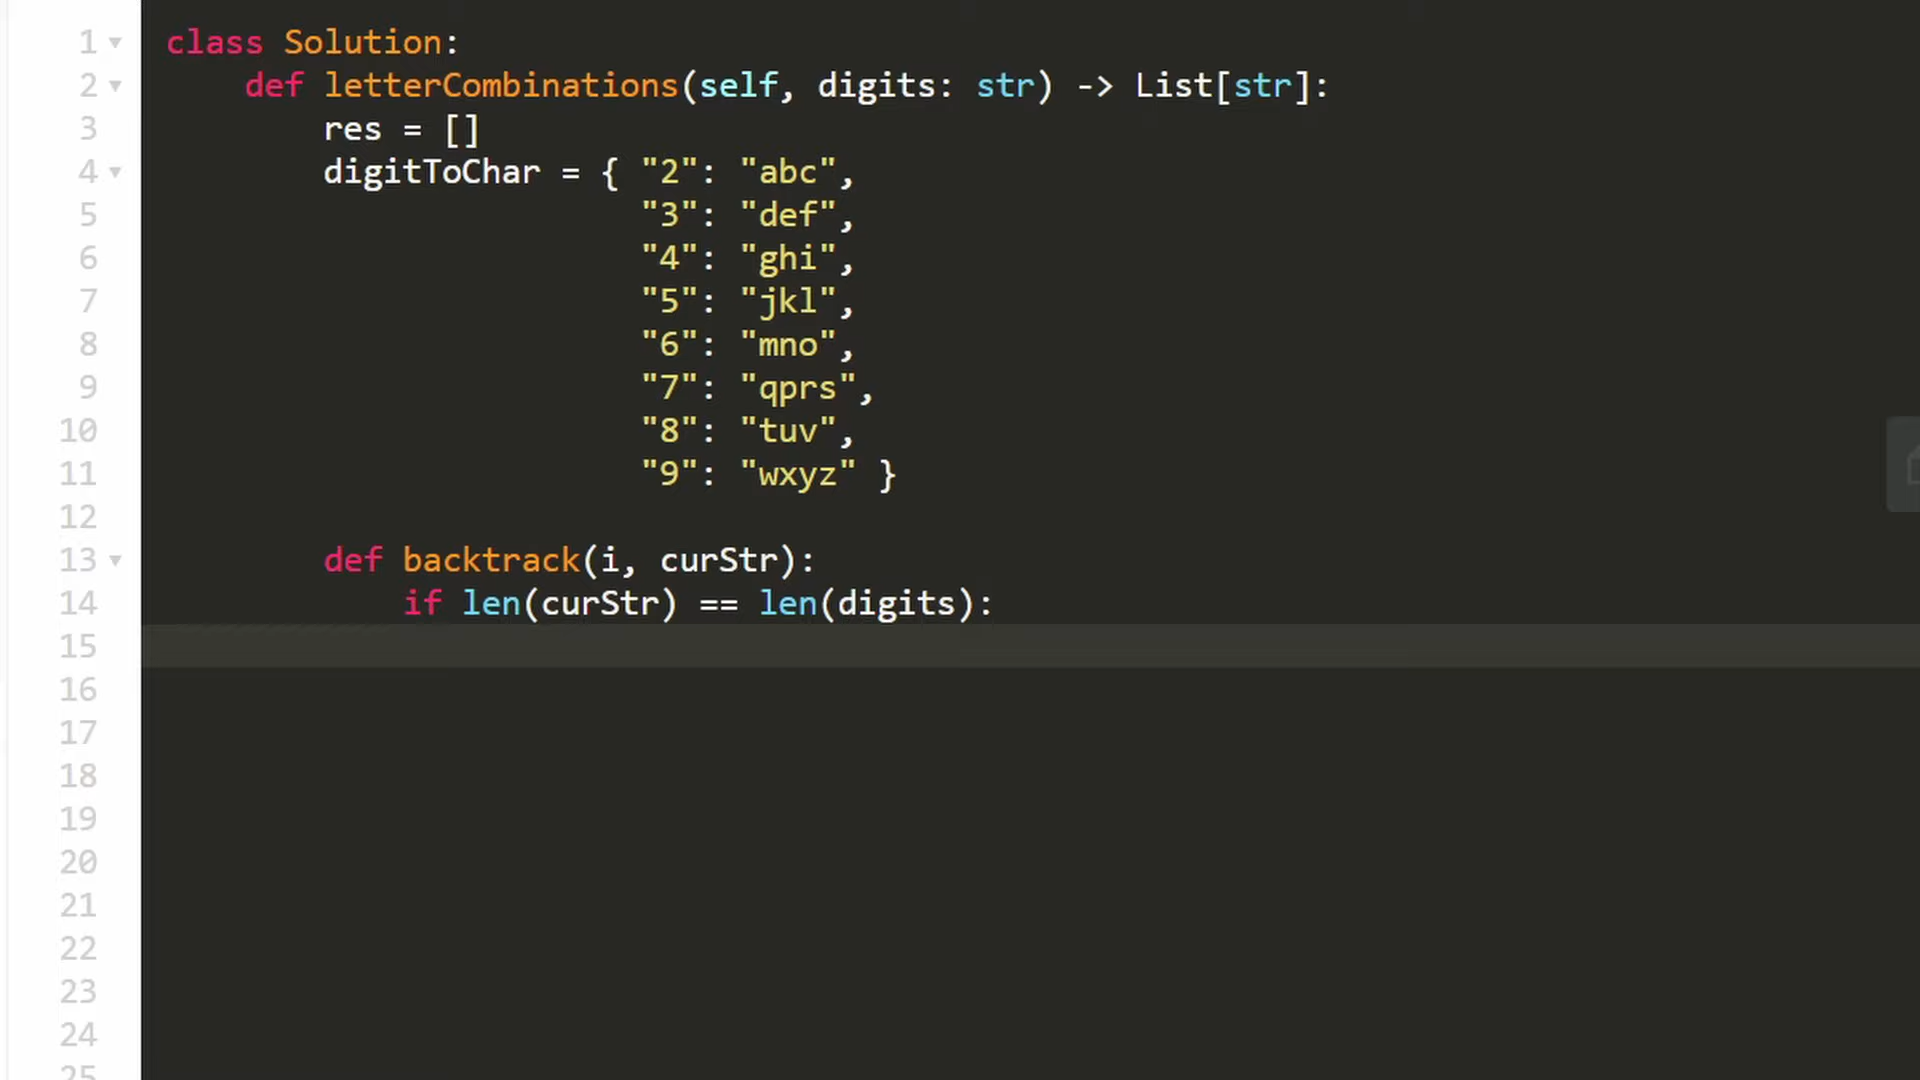 1 class Solution:
2 def letterCombinations(self, digits: str) -> List[str]:
3 res = []
4 digitToChar = { "2": "abc",
5 "3": "def",
6 "4": "ghi",
7 "5": "jkl",
8 "6": "mno",
9 "7": "qprs",
10 "8": "tuv",
11 "9": "wxyz" }
12
13 def backtrack(i, curStr):
14 if len(curStr) == len(digits):
15
16
17
18
19
20
21
22
23
24
25